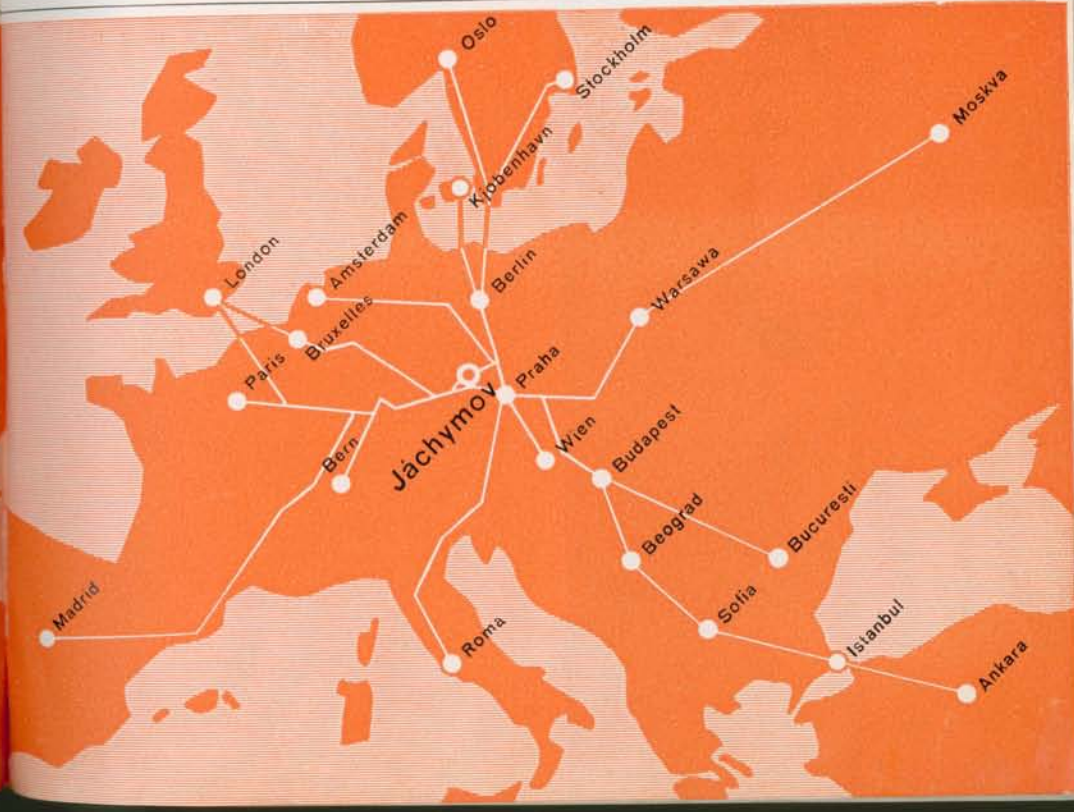 Oslo
Stockholm
Moskva
Kjobenhavn
London
Amsterdam
Berlin
Warsawa
Bruxelles
Paris
Praha
Jáchymov
Bern
Wien
Budapest
Beograd
Bucuresti
Madrid
Roma
Sofia
Istanbul
Ankara